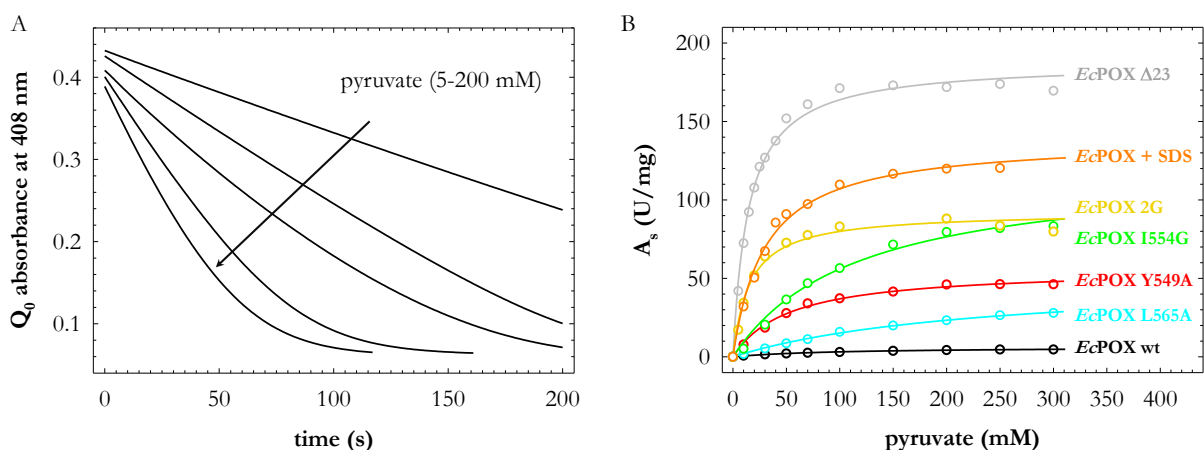 A
Q₀ absorbance at 408 nm
0.4
0.3
0.2
0.1
pyruvate (5-200 mM)
0
50
100
150
200
time (s)
B
Aₛ (U/mg)
200
150
100
50
0
EcPOX Δ23
EcPOX + SDS
EcPOX 2G
EcPOX I554G
EcPOX Y549A
EcPOX L565A
EcPOX wt
0
50
100
150
200
250
300
350
400
pyruvate (mM)